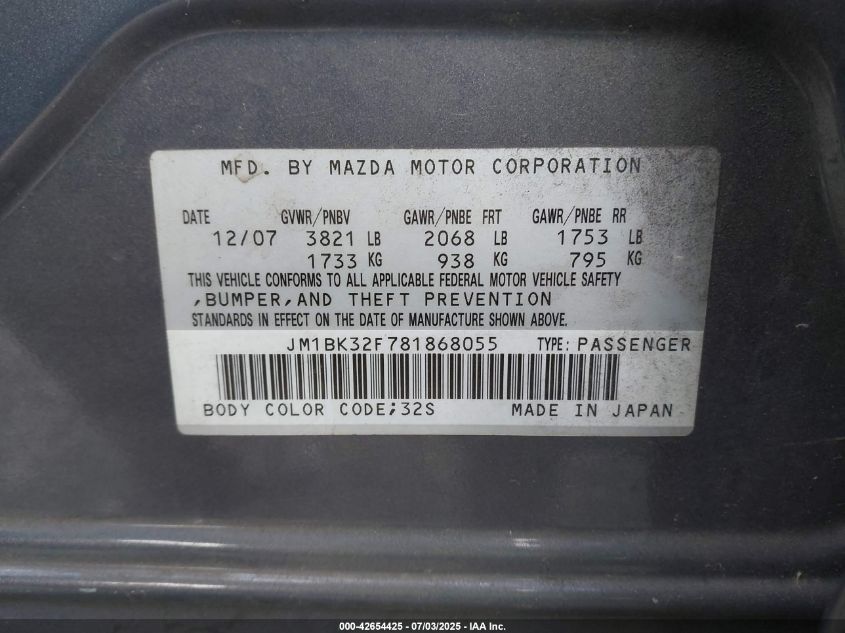 MFD. BY MAZDA MOTOR CORPORATION
DATE GVWR/PNBV GAWR/PNBE FRT GAWR/PNBE RR
12/07 3821 LB 2068 LB 1753 LB
1733 KG 938 KG 795 KG
THIS VEHICLE CONFORMS TO ALL APPLICABLE FEDERAL MOTOR VEHICLE SAFETY
,BUMPER,AND THEFT PREVENTION
STANDARDS IN EFFECT ON THE DATE OF MANUFACTURE SHOWN ABOVE.
JM1BK32F781868055 TYPE: PASSENGER
BODY COLOR CODE;32S MADE IN JAPAN
000-42654425 - 07/03/2025 - IAA Inc.